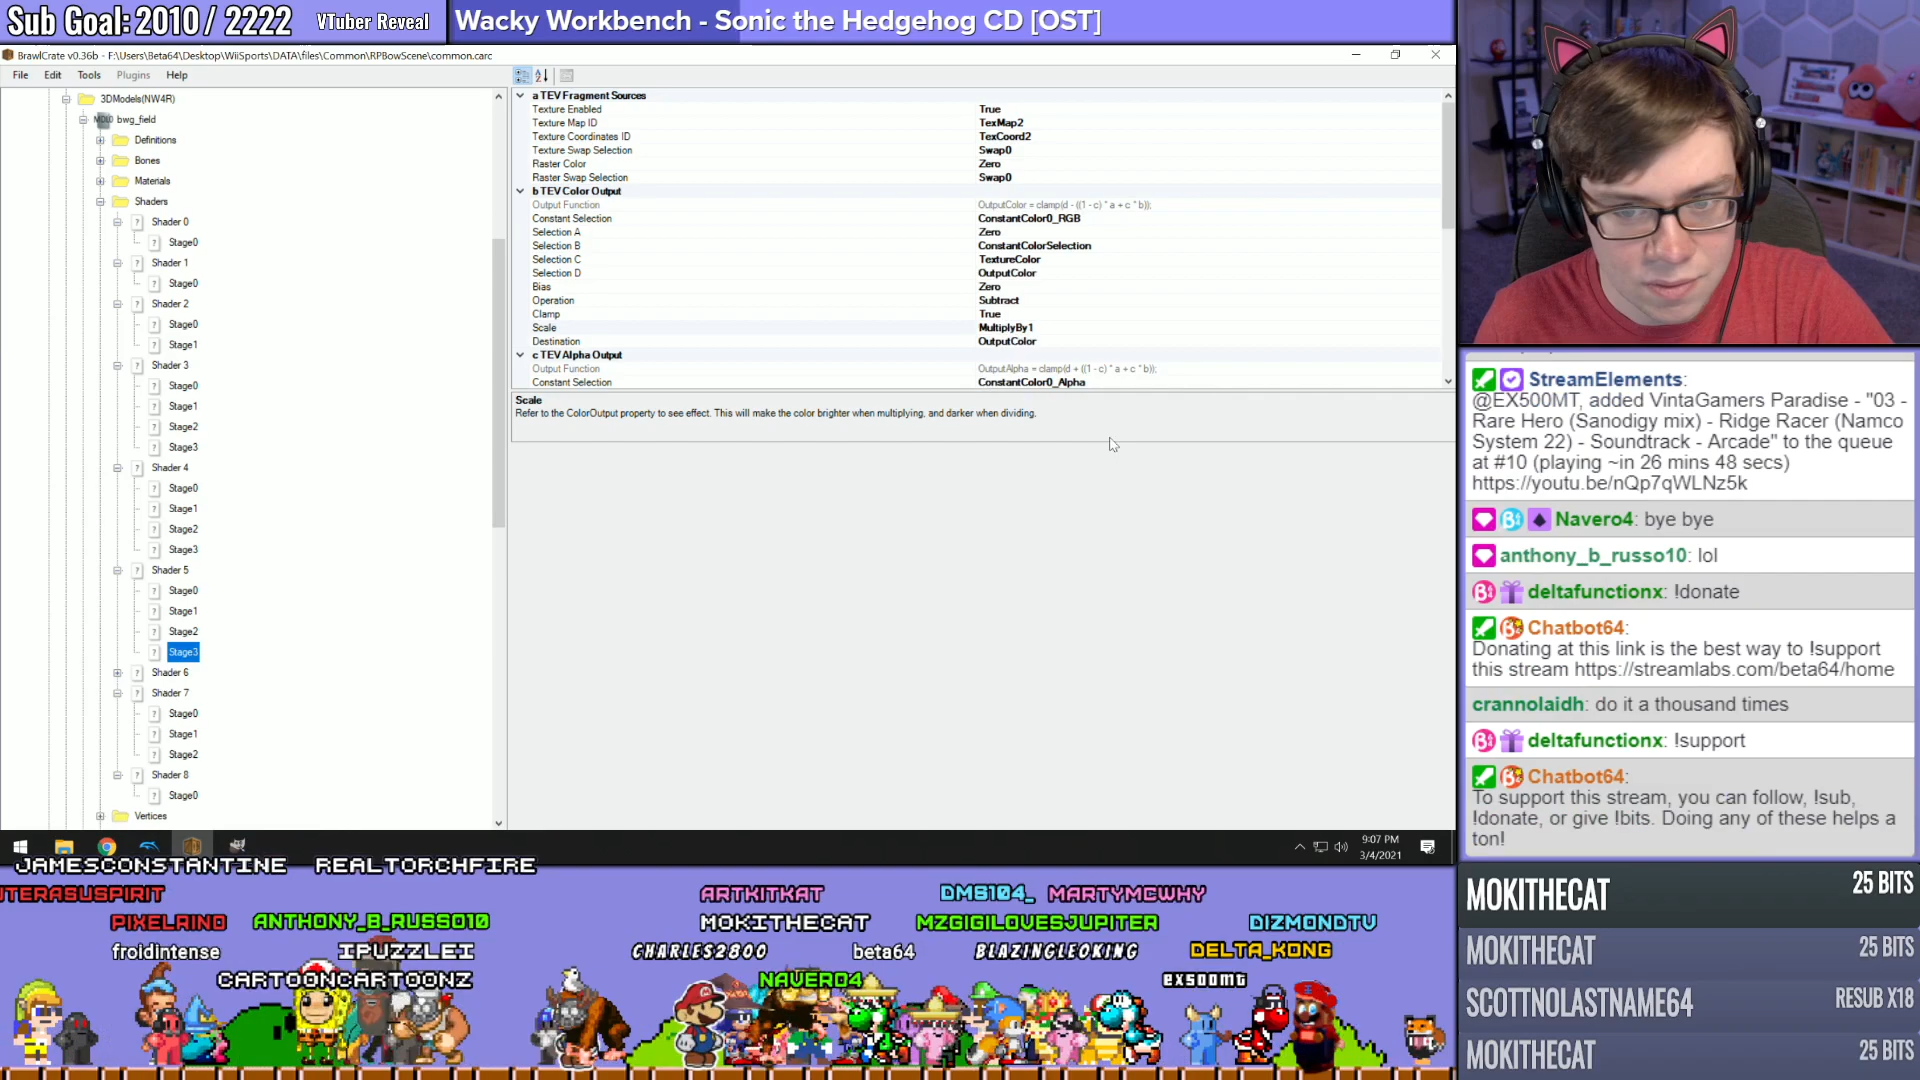 Sub Goal: 2010 / 2222
VTuber Reveal
Wacky Workbench - Sonic the Hedgehog CD [OST]
BrawlCrate v0.36b - F:\Users\Beta64\Desktop\WiiSports\DATA\files\Common\RPBowScene\common.carc
File Edit Tools Plugins Help
3DModels(NW4R)
bwg_field
Definitions
Bones
Materials
Shaders
Shader 0
Stage0
Shader 1
Stage0
Shader 2
Stage0
Stage1
Shader 3
Stage0
Stage1
Stage2
Stage3
Shader 4
Stage0
Stage1
Stage2
Stage3
Shader 5
Stage0
Stage1
Stage2
Stage3
Shader 6
Shader 7
Stage0
Stage1
Stage2
Shader 8
Stage0
Vertices
a TEV Fragment Sources
Texture Enabled True
Texture Map ID TexMap2
Texture Coordinates ID TexCoord2
Texture Swap Selection Swap0
Raster Color Zero
Raster Swap Selection Swap0
b TEV Color Output
Output Function OutputColor = clamp(d - ((1 - c) * a + c * b));
Constant Selection ConstantColor0_RGB
Selection A Zero
Selection B ConstantColorSelection
Selection C TextureColor
Selection D OutputColor
Bias Zero
Operation Subtract
Clamp True
Scale MultiplyBy1
Destination OutputColor
c TEV Alpha Output
Output Function OutputAlpha = clamp(d + ((1 - c) * a + c * b));
Constant Selection ConstantColor0_Alpha
Scale
Refer to the ColorOutput property to see effect. This will make the color brighter when multiplying, and darker when dividing.
StreamElements:
@EX500MT, added VintaGamers Paradise - "03 -
Rare Hero (Sanodigy mix) - Ridge Racer (Namco
System 22) - Soundtrack - Arcade" to the queue
at #10 (playing ~in 26 mins 48 secs)
https://youtu.be/nQp7qWLNz5k
Navero4: bye bye
anthony_b_russo10: lol
deltafunctionx: !donate
Chatbot64:
Donating at this link is the best way to !support
this stream https://streamlabs.com/beta64/home
crannolaidh: do it a thousand times
deltafunctionx: !support
Chatbot64:
To support this stream, you can follow, !sub,
!donate, or give !bits. Doing any of these helps a
ton!
9:07 PM
3/4/2021
JAMESCONSTANTINE REALTORCHFIRE
UTERASUSPIRIT ARTKITKAT DMG104_ MARTYMCWHY
PIXELRINO ANTHONY_B_RUSSO10 MOKITHECAT MZGIGILOVESJUPITER DIZMONDTV
froidintense IPUZZLEI CHARLES2800 beta64 BLAZINGLEOKING DELTA_KONG
CARTOONCARTOONZ NAVERO4 ex500mt
MOKITHECAT 25 BITS
MOKITHECAT 25 BITS
SCOTTNOLASTNAME64 RESUB X18
MOKITHECAT 25 BITS